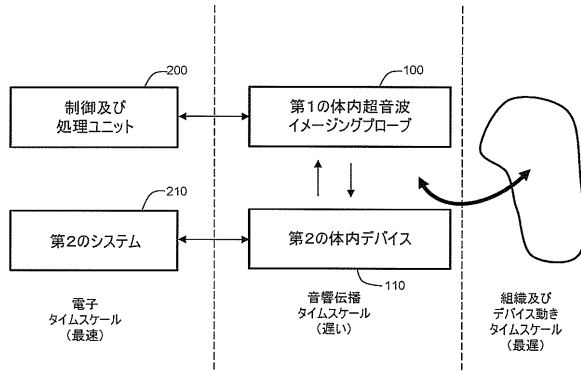 200
制御及び
処理ユニット
100
第1の体内超音波
イメージングプローブ
210
第2のシステム
第2の体内デバイス
110
電子
タイムスケール
(最速)
音響伝播
タイムスケール
(遅い)
組織及び
デバイス動き
タイムスケール
(最遅)